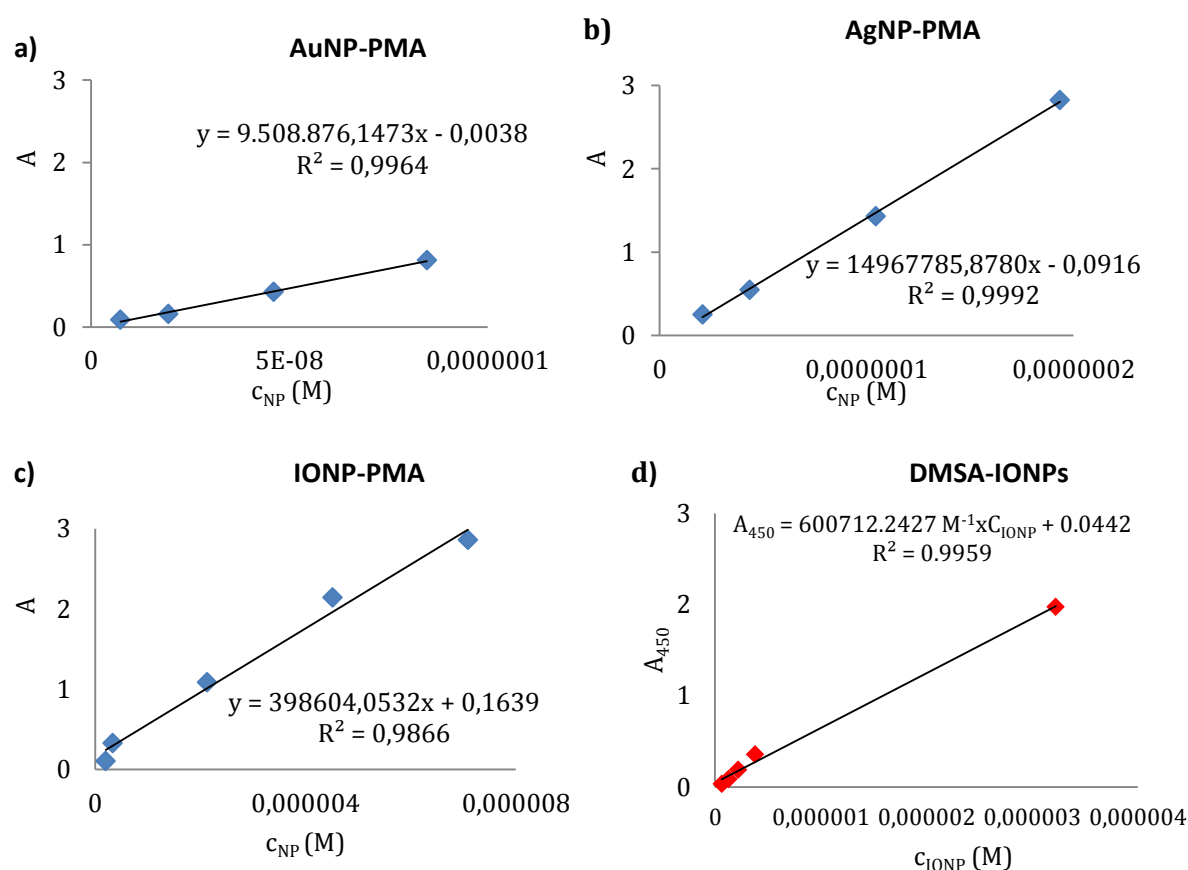 a)
AuNP-PMA
3
2
1
0
A
y = 9.508.876,1473x - 0,0038
R² = 0,9964
0 5E-08 0,0000001
c_NP (M)
b)
AgNP-PMA
3
2
1
0
A
y = 14967785,8780x - 0,0916
R² = 0,9992
0 0,0000001 0,0000002
c_NP (M)
c)
IONP-PMA
3
2
1
0
A
y = 398604,0532x + 0,1639
R² = 0,9866
0 0,000004 0,000008
c_NP (M)
d)
DMSA-IONPs
3
2
1
0
A₄₅₀
A₄₅₀ = 600712.2427 M⁻¹xC_IONP + 0.0442
R² = 0.9959
0 0,000001 0,000002 0,000003 0,000004
c_IONP (M)